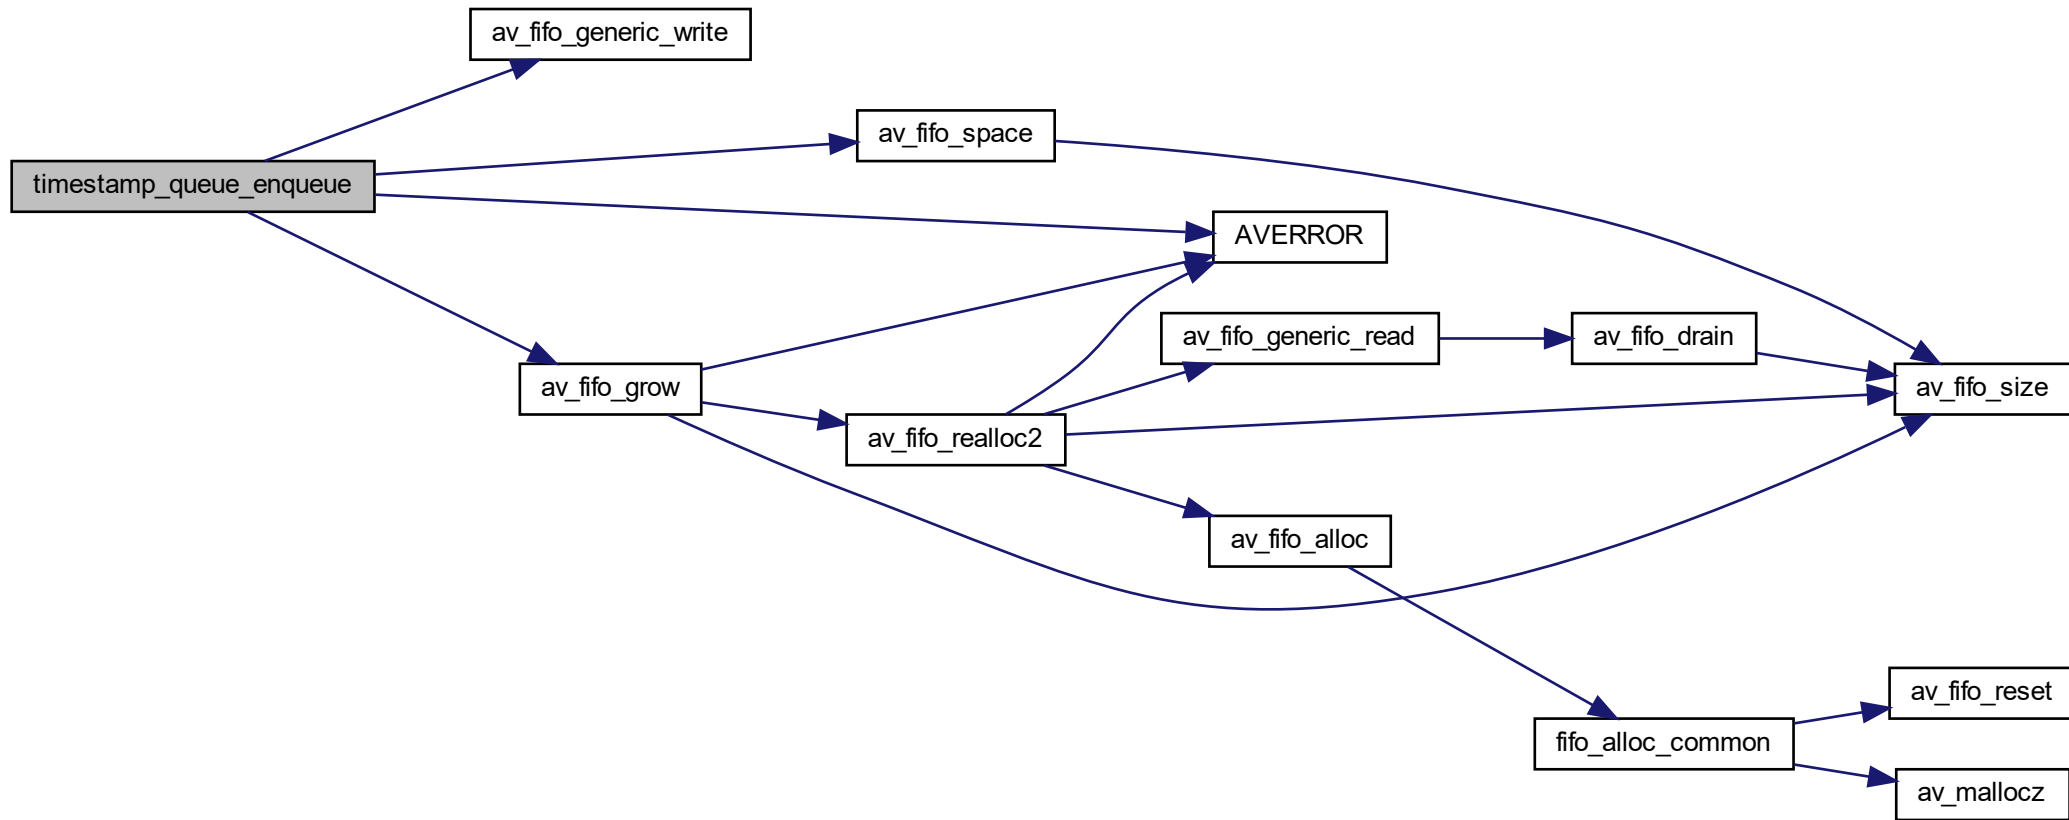 av_fifo_generic_write
av_fifo_space
timestamp_queue_enqueue
AVERROR
av_fifo_generic_read
av_fifo_drain
av_fifo_grow
av_fifo_size
av_fifo_realloc2
av_fifo_alloc
av_fifo_reset
fifo_alloc_common
av_mallocz